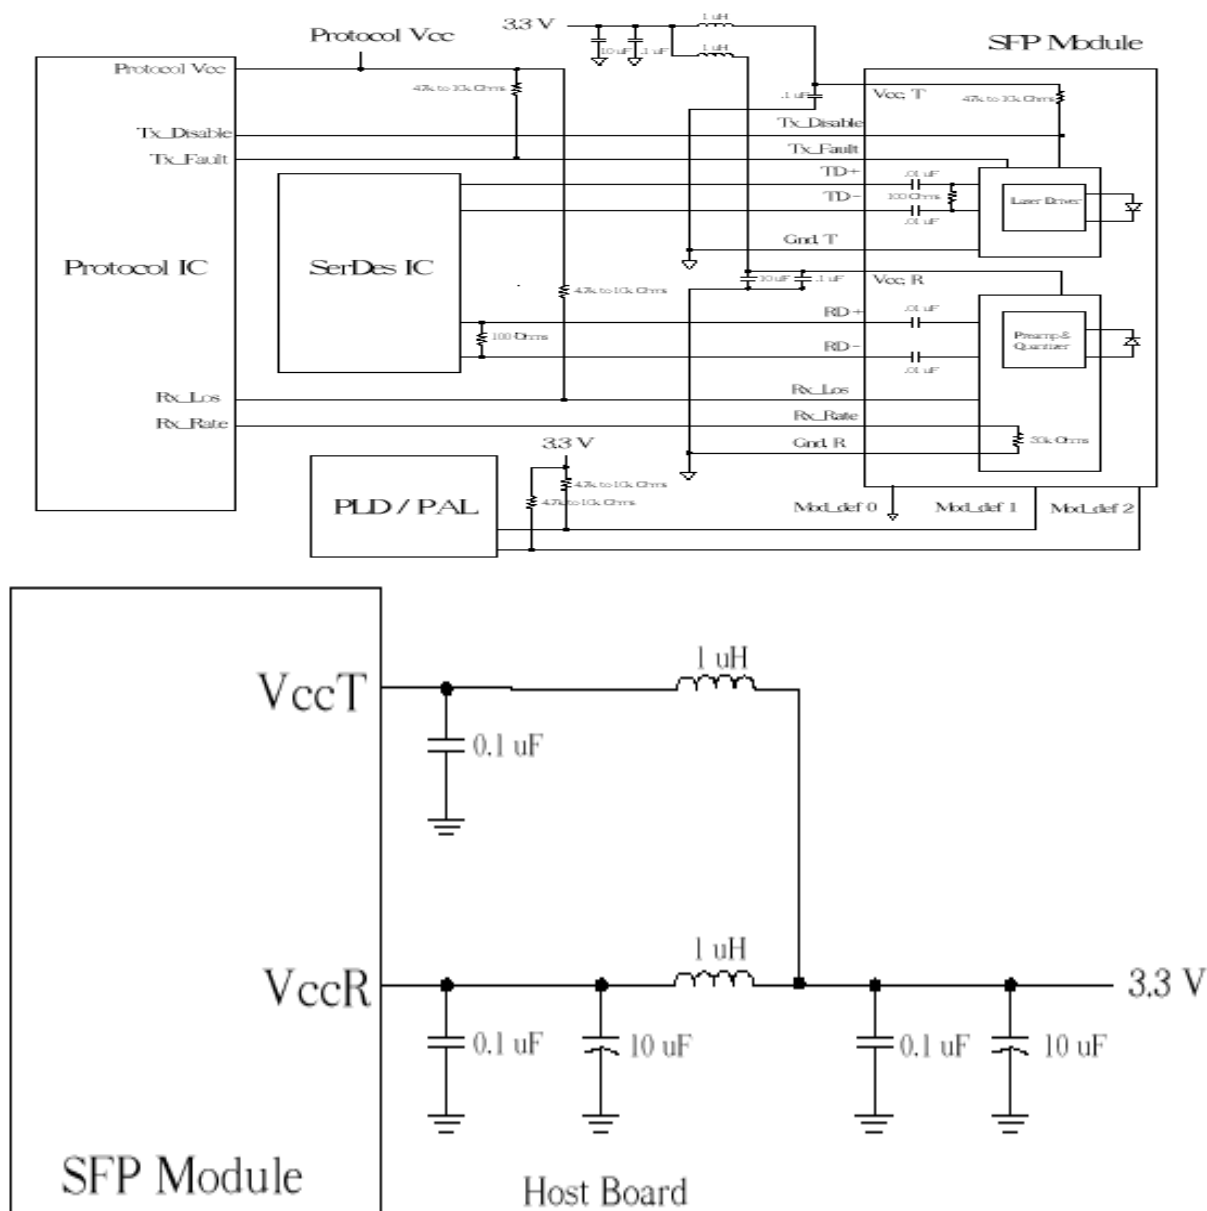 1 uH
3.3 V
Protocol Vcc
10 uF
.1 uF
1 uH
SFP Module
Protocol Vcc
4.7k to 10k Ohms
.1 uF
Vcc, T
4.7k to 10k Ohms
Tx_Disable
Tx_Disable
Tx_Fault
Tx_Fault
TD+
.01 uF
TD-
100 Ohms
Laser Driver
.01 uF
Gnd, T
Protocol IC
SerDes IC
10 uF
.1 uF
Vcc, R
4.7k to 10k Ohms
RD+
.01 uF
100 Ohms
RD-
Preamp &
Quantizer
.01 uF
Rx_Los
Rx_Los
Rx_Rate
Rx_Rate
3.3 V
Gnd, R
30k Ohms
4.7k to 10k Ohms
4.7k to 10k Ohms
PLD / PAL
Mod_def 0
Mod_def 1
Mod_def 2
1 uH
VccT
0.1 uF
1 uH
VccR
3.3 V
0.1 uF
10 uF
0.1 uF
10 uF
SFP Module
Host Board